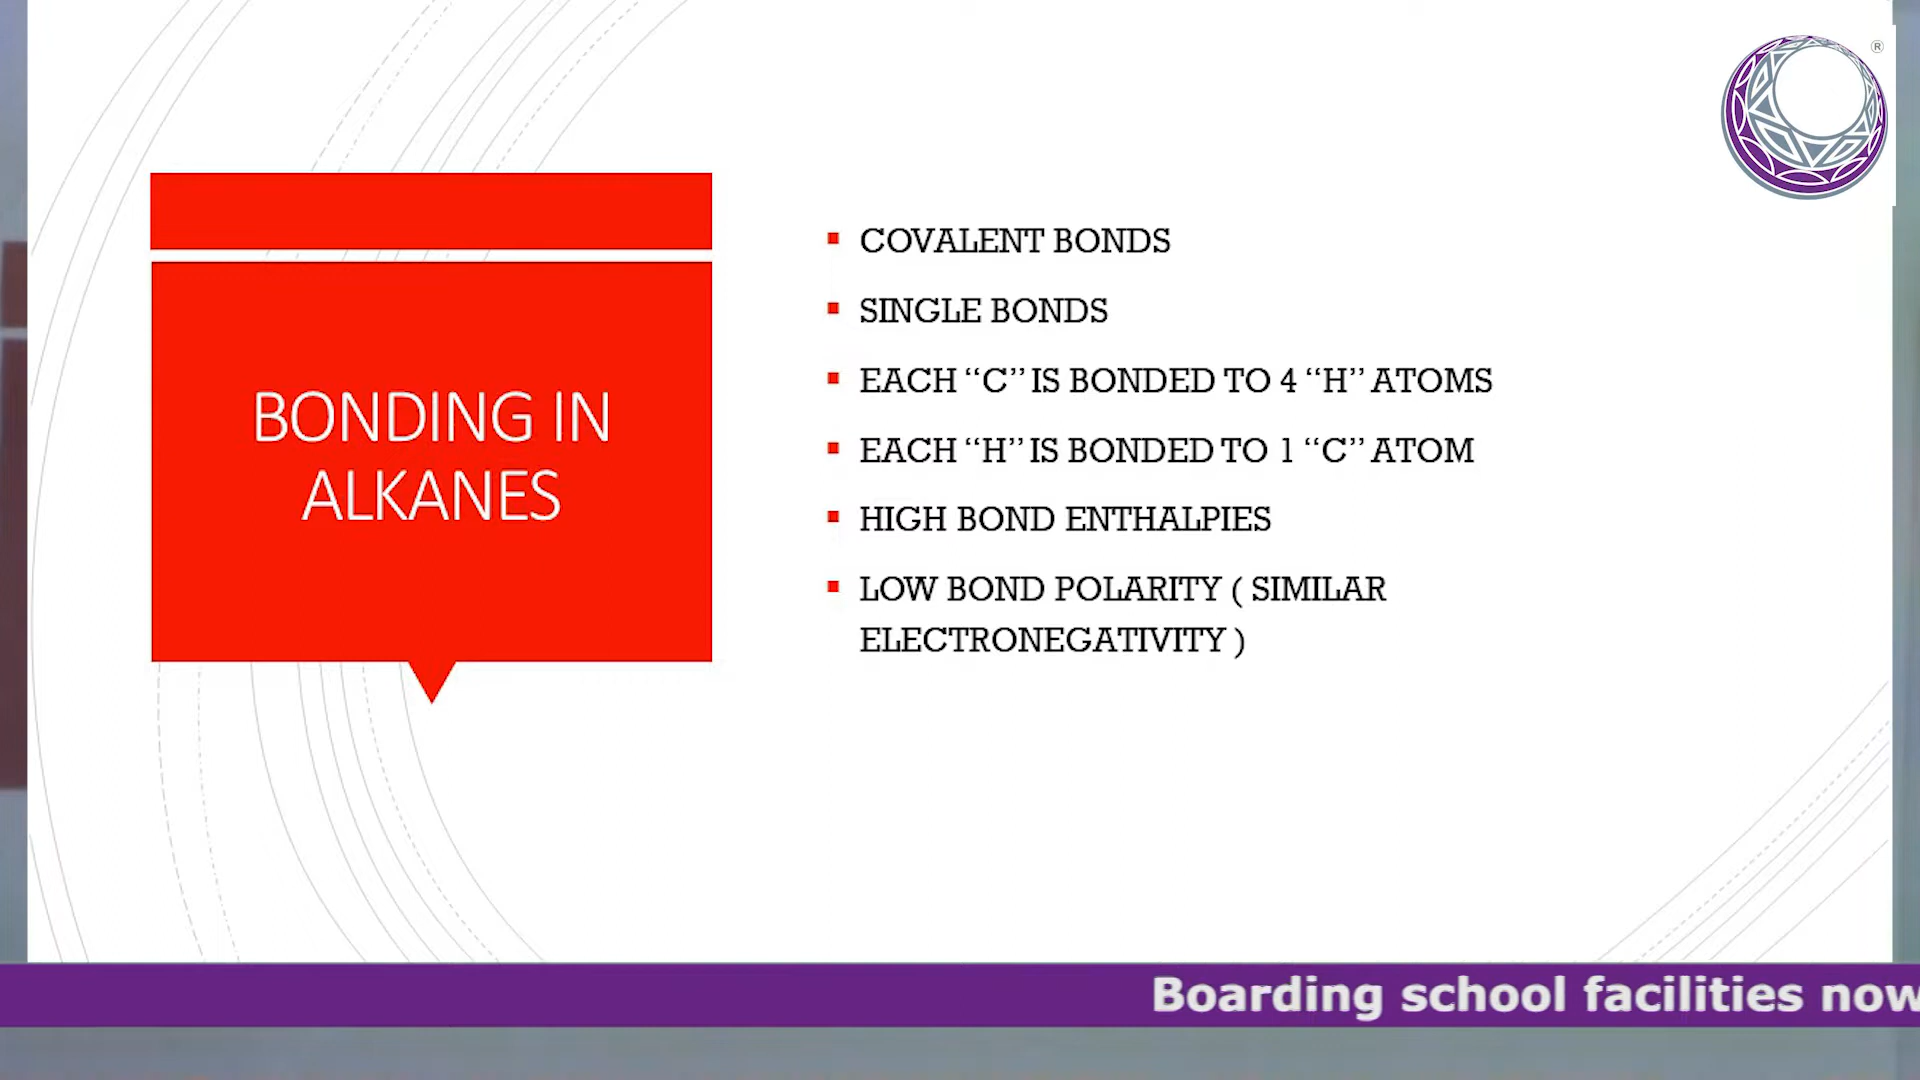 ®
BONDING IN
ALKANES
COVALENT BONDS
SINGLE BONDS
EACH “C” IS BONDED TO 4 “H” ATOMS
EACH “H” IS BONDED TO 1 “C” ATOM
HIGH BOND ENTHALPIES
LOW BOND POLARITY ( SIMILAR
ELECTRONEGATIVITY )
Boarding school facilities now